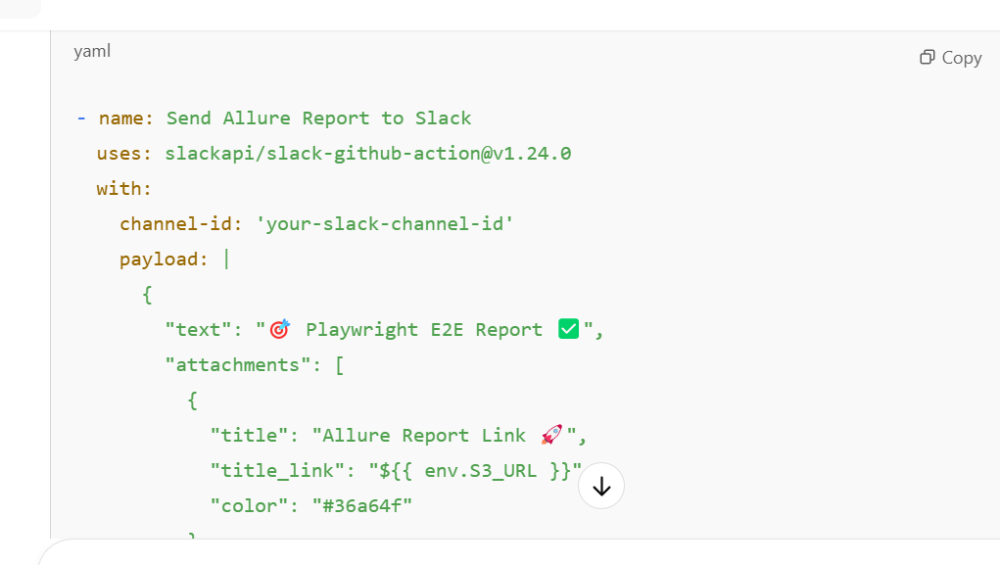 yaml
Copy
- name: Send Allure Report to Slack
uses: slackapi/slack-github-action@v1.24.0
with:
channel-id: 'your-slack-channel-id'
payload: |
{
"text": "🎯 Playwright E2E Report ✅",
"attachments": [
{
"title": "Allure Report Link 🚀",
"title_link": "${{ env.S3_URL }}"
"color": "#36a64f"
}